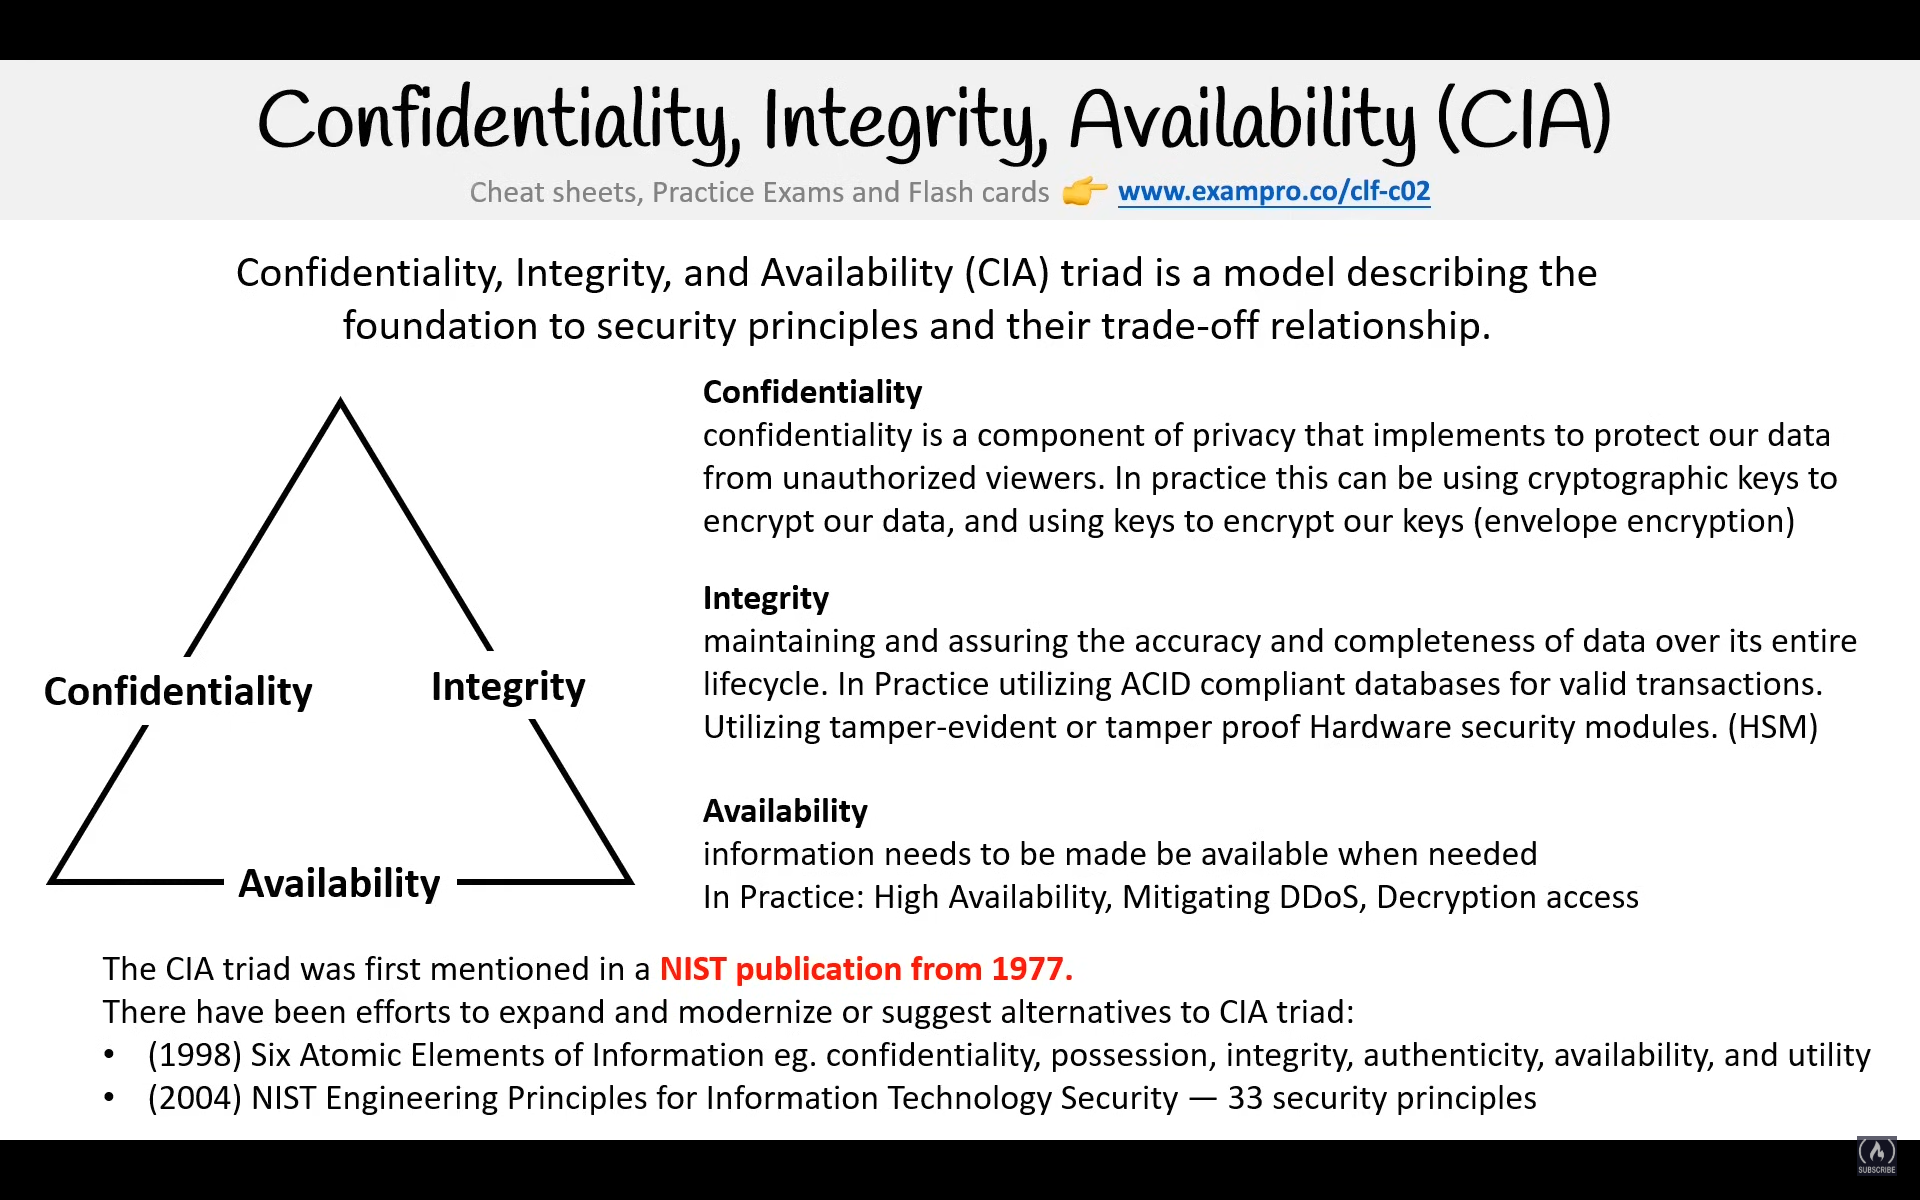 Confidentiality, Integrity, Availability (CIA)
Cheat sheets, Practice Exams and Flash cards 👉 www.exampro.co/clf-c02
Confidentiality, Integrity, and Availability (CIA) triad is a model describing the
foundation to security principles and their trade-off relationship.
Confidentiality
Integrity
Availability
Confidentiality
confidentiality is a component of privacy that implements to protect our data
from unauthorized viewers. In practice this can be using cryptographic keys to
encrypt our data, and using keys to encrypt our keys (envelope encryption)
Integrity
maintaining and assuring the accuracy and completeness of data over its entire
lifecycle. In Practice utilizing ACID compliant databases for valid transactions.
Utilizing tamper-evident or tamper proof Hardware security modules. (HSM)
Availability
information needs to be made be available when needed
In Practice: High Availability, Mitigating DDoS, Decryption access
The CIA triad was first mentioned in a NIST publication from 1977.
There have been efforts to expand and modernize or suggest alternatives to CIA triad:
• (1998) Six Atomic Elements of Information eg. confidentiality, possession, integrity, authenticity, availability, and utility
• (2004) NIST Engineering Principles for Information Technology Security — 33 security principles
SUBSCRIBE